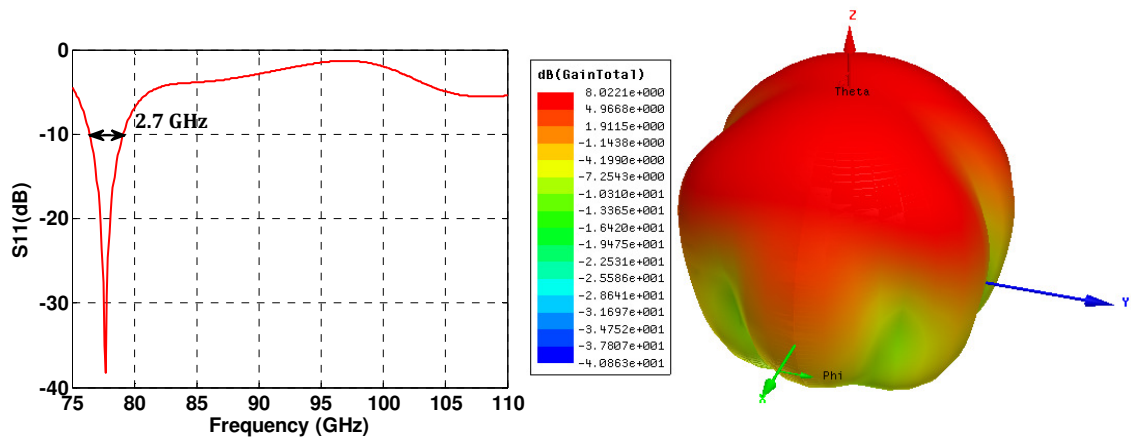 0
-10
-20
-30
-40
S11(dB)
2.7 GHz
75 80 85 90 95 100 105 110
Frequency (GHz)
dB(GainTotal)
8.0221e+000
4.9668e+000
1.9115e+000
-1.1438e+000
-4.1990e+000
-7.2543e+000
-1.0310e+001
-1.3365e+001
-1.6420e+001
-1.9475e+001
-2.2531e+001
-2.5586e+001
-2.8641e+001
-3.1697e+001
-3.4752e+001
-3.7807e+001
-4.0863e+001
Z
Theta
Y
Phi
X